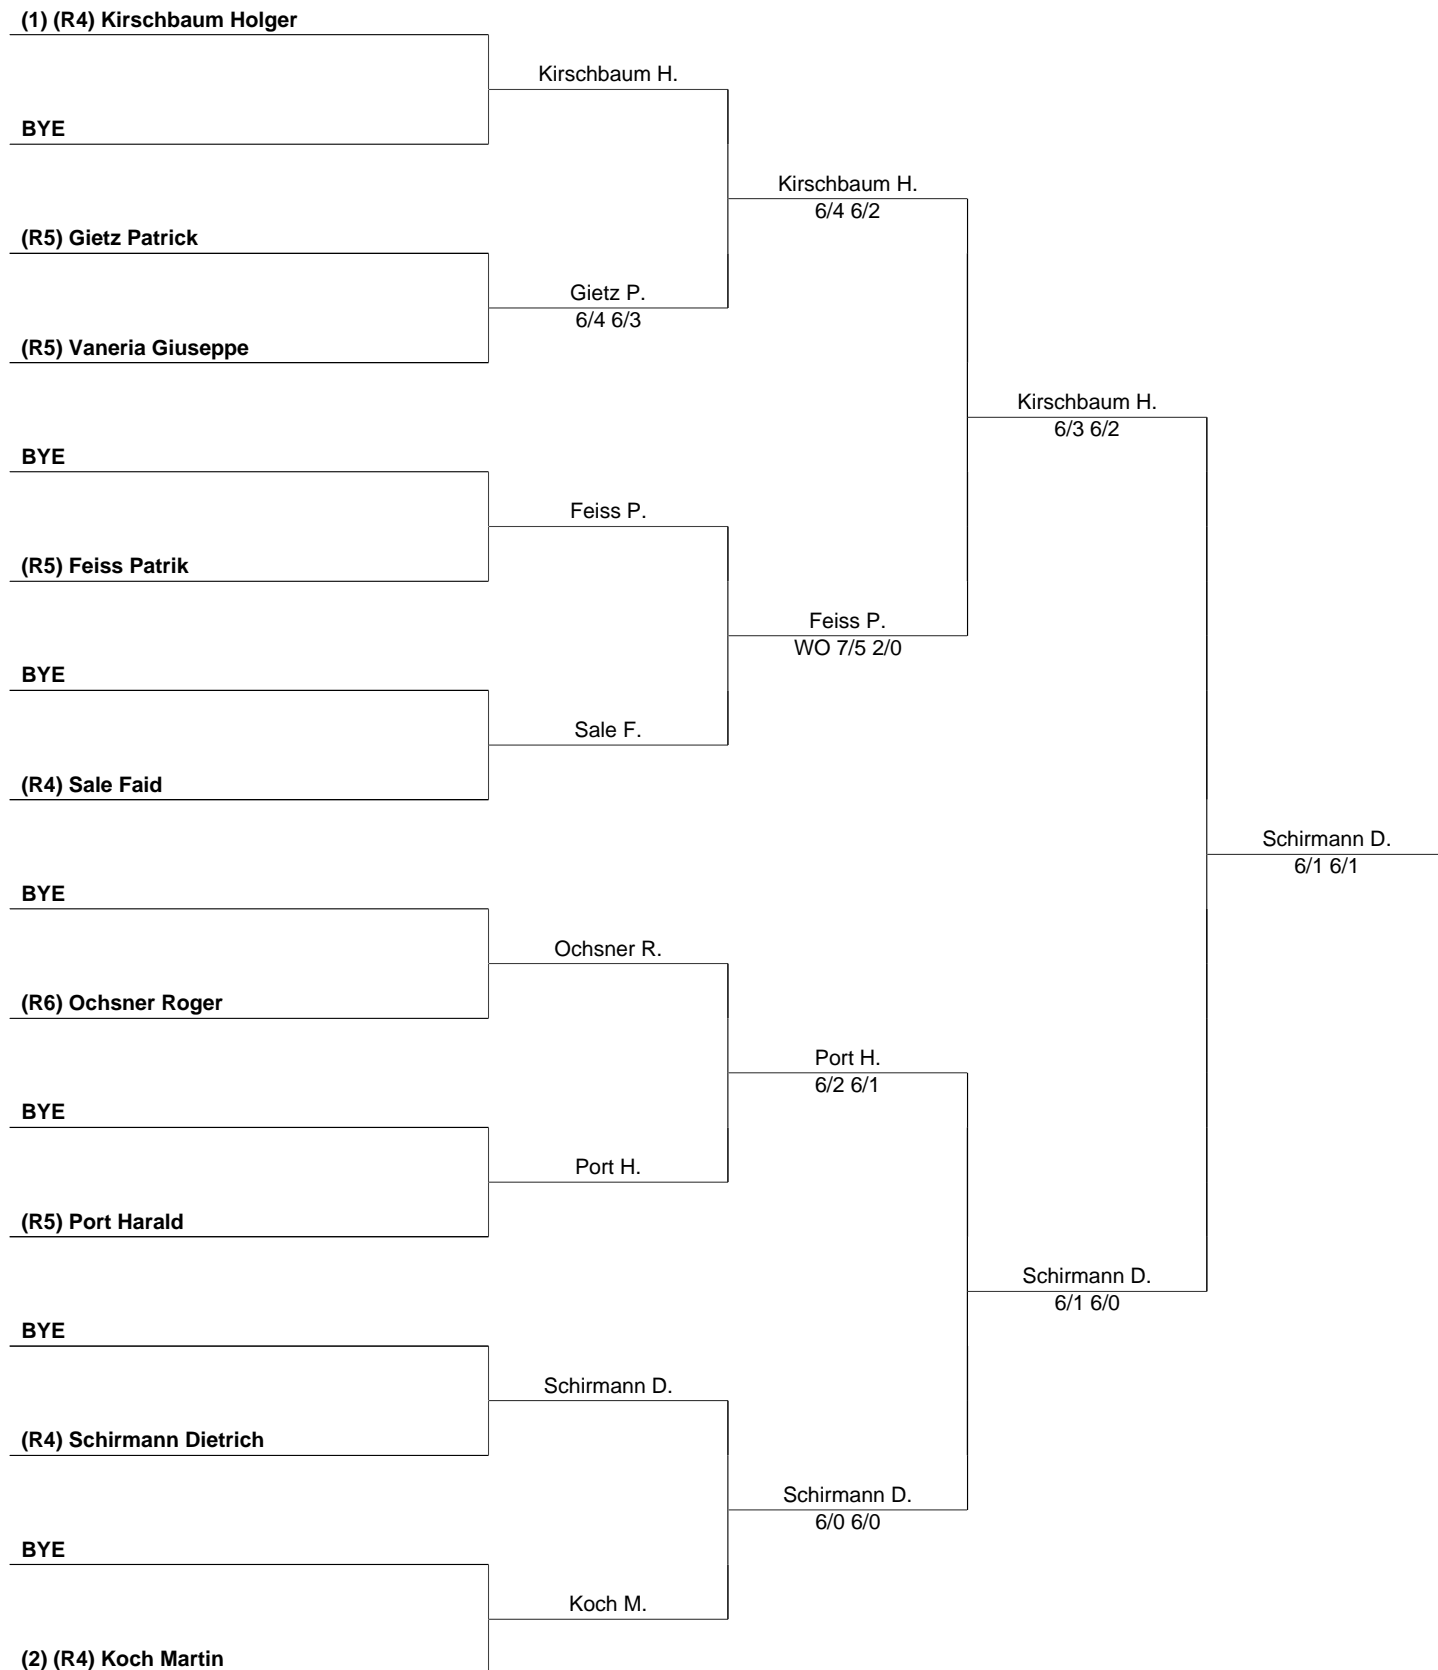 (1) (R4) Kirschbaum Holger
Kirschbaum H.
BYE
Kirschbaum H.
6/4 6/2
(R5) Gietz Patrick
Gietz P.
6/4 6/3
(R5) Vaneria Giuseppe
Kirschbaum H.
6/3 6/2
BYE
Feiss P.
(R5) Feiss Patrik
Feiss P.
WO 7/5 2/0
BYE
Sale F.
(R4) Sale Faid
Schirmann D.
6/1 6/1
BYE
Ochsner R.
(R6) Ochsner Roger
Port H.
6/2 6/1
BYE
Port H.
(R5) Port Harald
Schirmann D.
6/1 6/0
BYE
Schirmann D.
(R4) Schirmann Dietrich
Schirmann D.
6/0 6/0
BYE
Koch M.
(2) (R4) Koch Martin